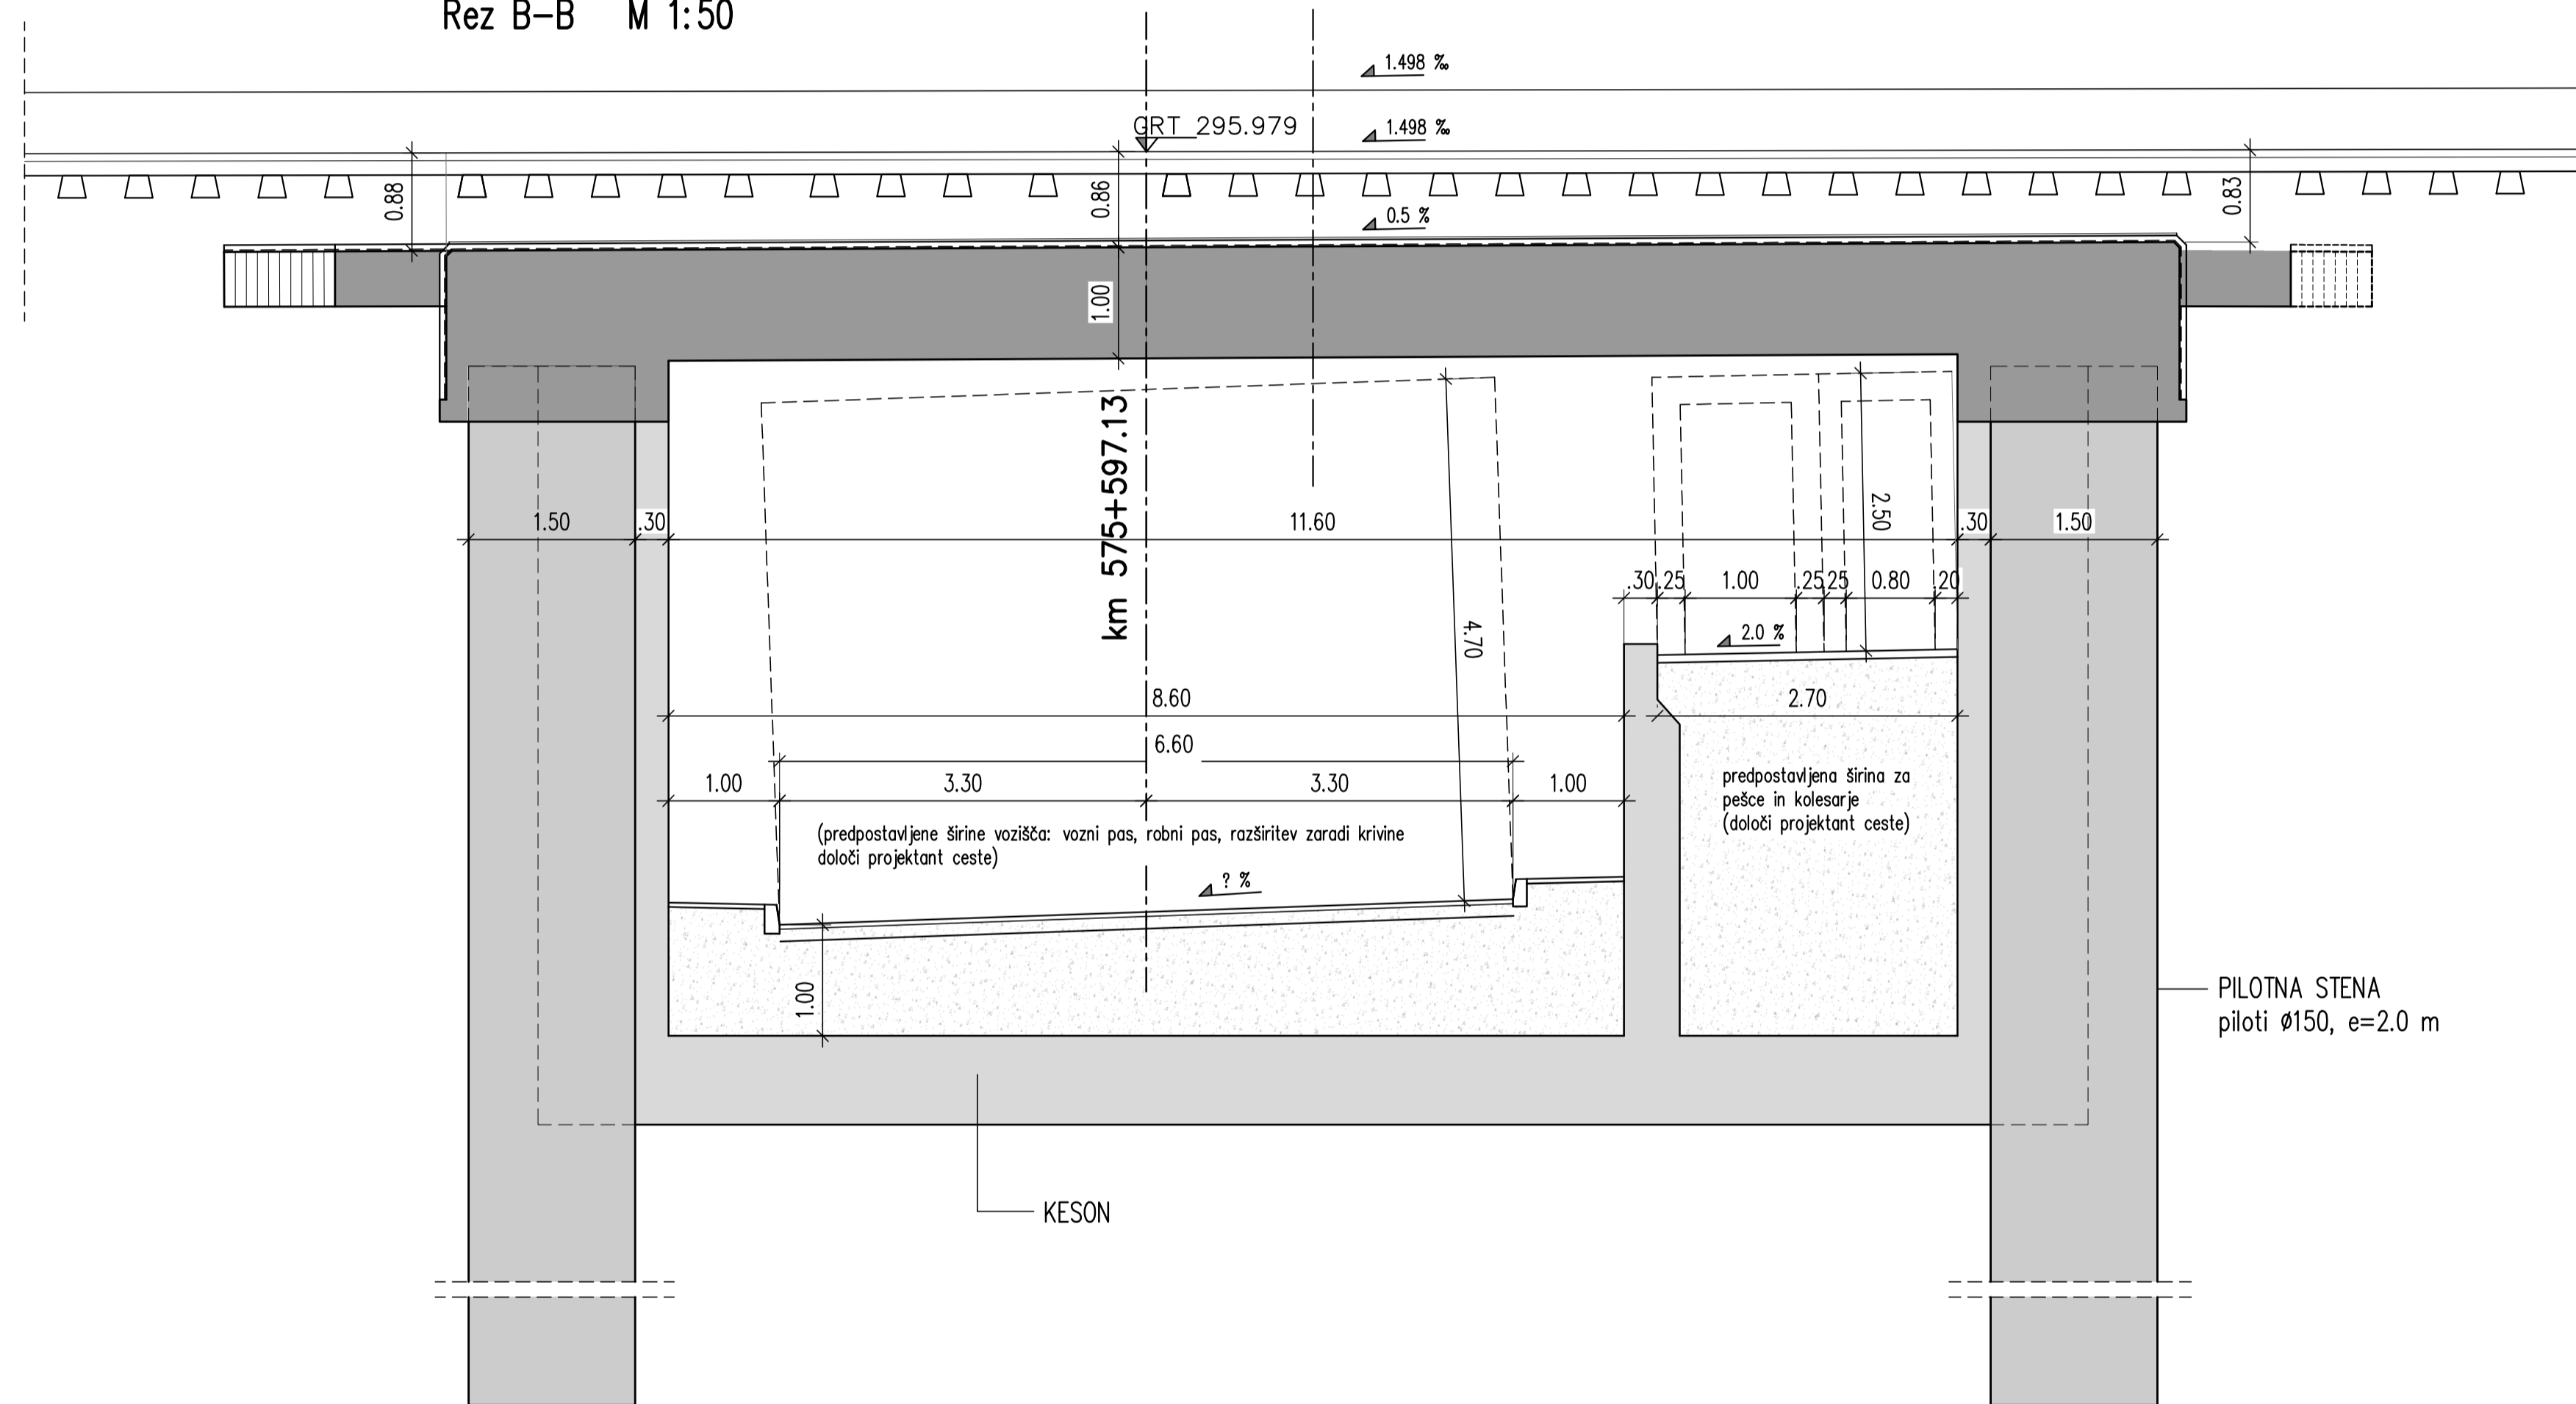 Rez B–B M 1:50
1.498 ‰
GRT 295.979
1.498 ‰
0.88
0.86
0.83
0.5 %
1.00
km 575+597.13
1.50
.30
11.60
2.50
.30
1.50
.30
.25
1.00
.25
.25
0.80
.20
4.70
2.0 %
8.60
2.70
6.60
1.00
3.30
3.30
1.00
predpostavljena širina za
pešce in kolesarje
(določi projektant ceste)
(predpostavljene širine vozišča: vozni pas, robni pas, razširitev zaradi krivine
določi projektant ceste)
? %
1.00
PILOTNA STENA
piloti ø150, e=2.0 m
KESON